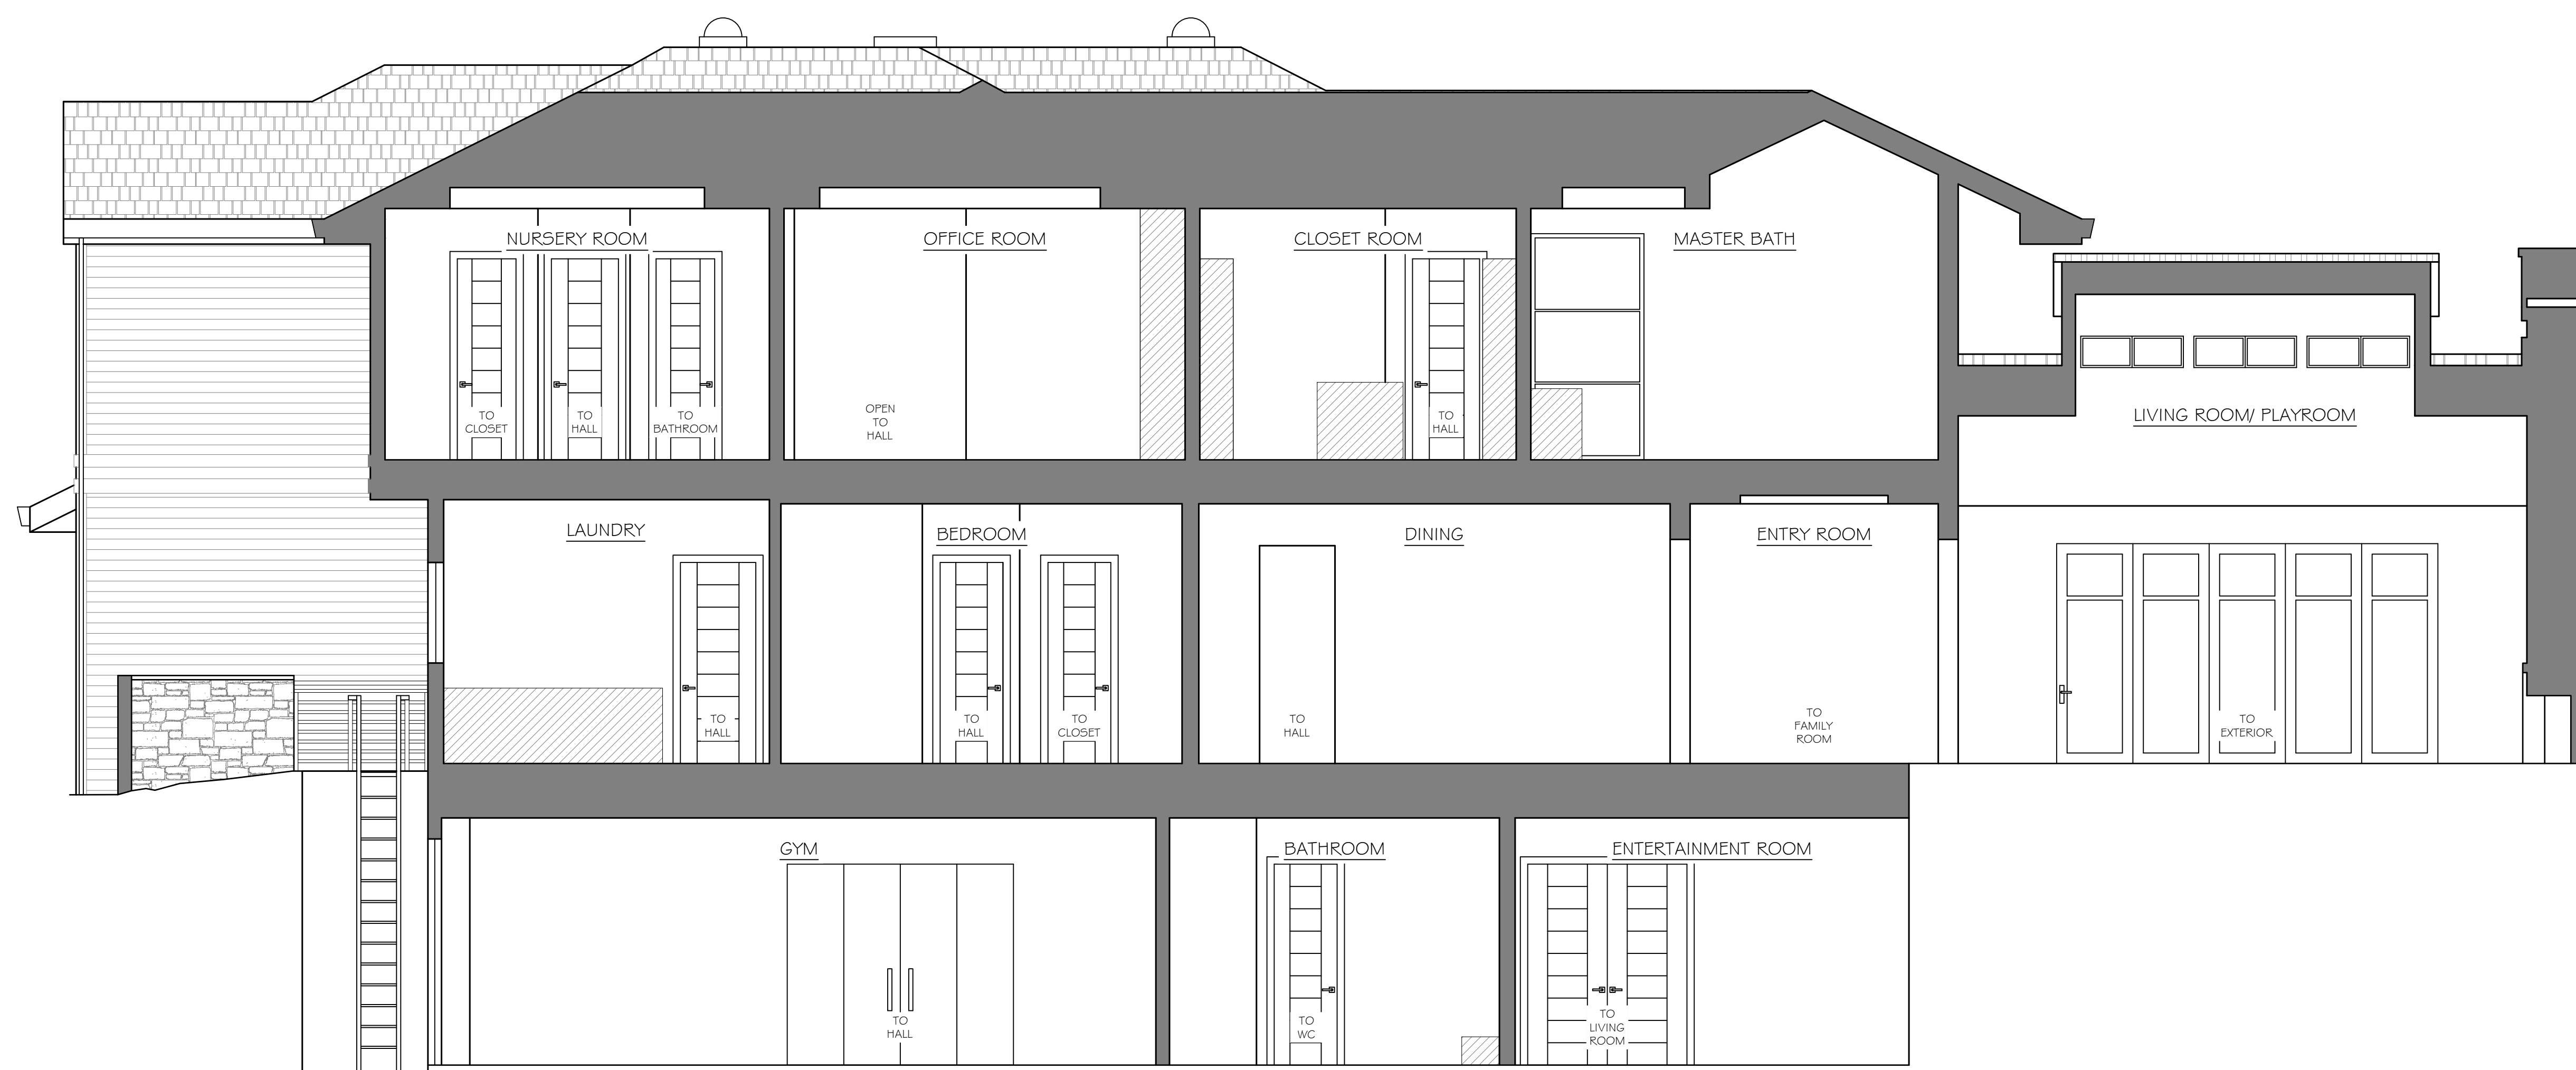 NURSERY ROOM
OFFICE ROOM
CLOSET ROOM
MASTER BATH
TO
CLOSET
TO
HALL
TO
BATHROOM
OPEN
TO
HALL
TO
HALL
LIVING ROOM/ PLAYROOM
LAUNDRY
BEDROOM
DINING
ENTRY ROOM
TO
HALL
TO
HALL
TO
CLOSET
TO
HALL
TO
FAMILY
ROOM
TO
EXTERIOR
GYM
BATHROOM
ENTERTAINMENT ROOM
TO
HALL
TO
WC
TO
LIVING
ROOM